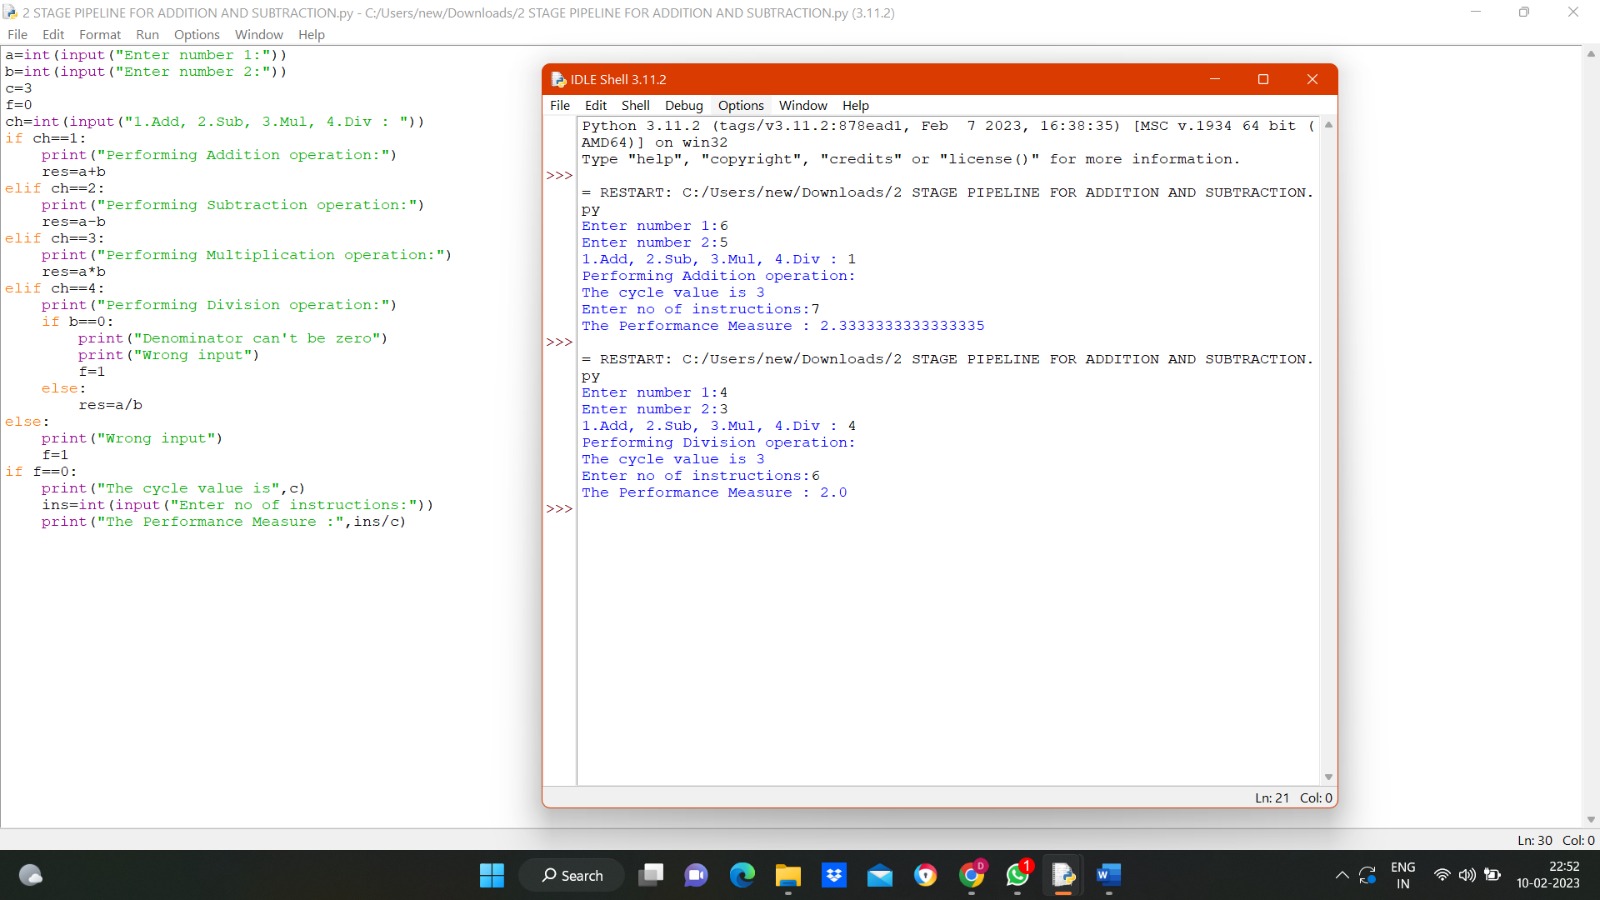 2 STAGE PIPELINE FOR ADDITION AND SUBTRACTION.py - C:/Users/new/Downloads/2 STAGE PIPELINE FOR ADDITION AND SUBTRACTION.py (3.11.2)
File Edit Format Run Options Window Help
a=int(input("Enter number 1:"))
b=int(input("Enter number 2:"))
c=3
f=0
ch=int(input("1.Add, 2.Sub, 3.Mul, 4.Div : "))
if ch==1:
    print("Performing Addition operation:")
    res=a+b
elif ch==2:
    print("Performing Subtraction operation:")
    res=a-b
elif ch==3:
    print("Performing Multiplication operation:")
    res=a*b
elif ch==4:
    print("Performing Division operation:")
    if b==0:
        print("Denominator can't be zero")
        print("Wrong input")
        f=1
    else:
        res=a/b
else:
    print("Wrong input")
    f=1
if f==0:
    print("The cycle value is",c)
    ins=int(input("Enter no of instructions:"))
    print("The Performance Measure :",ins/c)
IDLE Shell 3.11.2
File Edit Shell Debug Options Window Help
Python 3.11.2 (tags/v3.11.2:878ead1, Feb  7 2023, 16:38:35) [MSC v.1934 64 bit (
AMD64)] on win32
Type "help", "copyright", "credits" or "license()" for more information.
>>>
= RESTART: C:/Users/new/Downloads/2 STAGE PIPELINE FOR ADDITION AND SUBTRACTION.
py
Enter number 1:6
Enter number 2:5
1.Add, 2.Sub, 3.Mul, 4.Div : 1
Performing Addition operation:
The cycle value is 3
Enter no of instructions:7
The Performance Measure : 2.3333333333333335
>>>
= RESTART: C:/Users/new/Downloads/2 STAGE PIPELINE FOR ADDITION AND SUBTRACTION.
py
Enter number 1:4
Enter number 2:3
1.Add, 2.Sub, 3.Mul, 4.Div : 4
Performing Division operation:
The cycle value is 3
Enter no of instructions:6
The Performance Measure : 2.0
>>>
Ln: 21 Col: 0
Ln: 30 Col: 0
Search
D
1
W
ENG
IN
22:52
10-02-2023